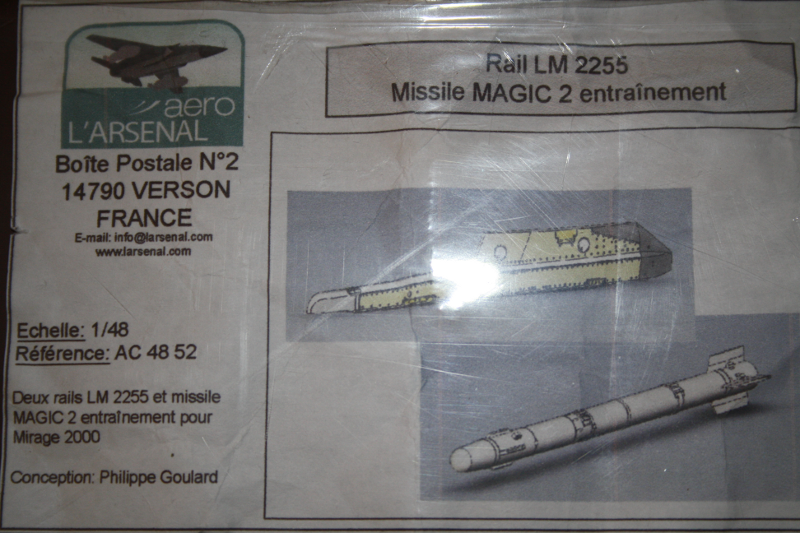 aero
L'ARSENAL
Boîte Postale N°2
14790 VERSON
FRANCE
E-mail: info@larsenal.com
www.larsenal.com
Echelle: 1/48
Référence: AC 48 52
Deux rails LM 2255 et missile
MAGIC 2 entraînement pour
Mirage 2000
Conception: Philippe Goulard
Rail LM 2255
Missile MAGIC 2 entraînement